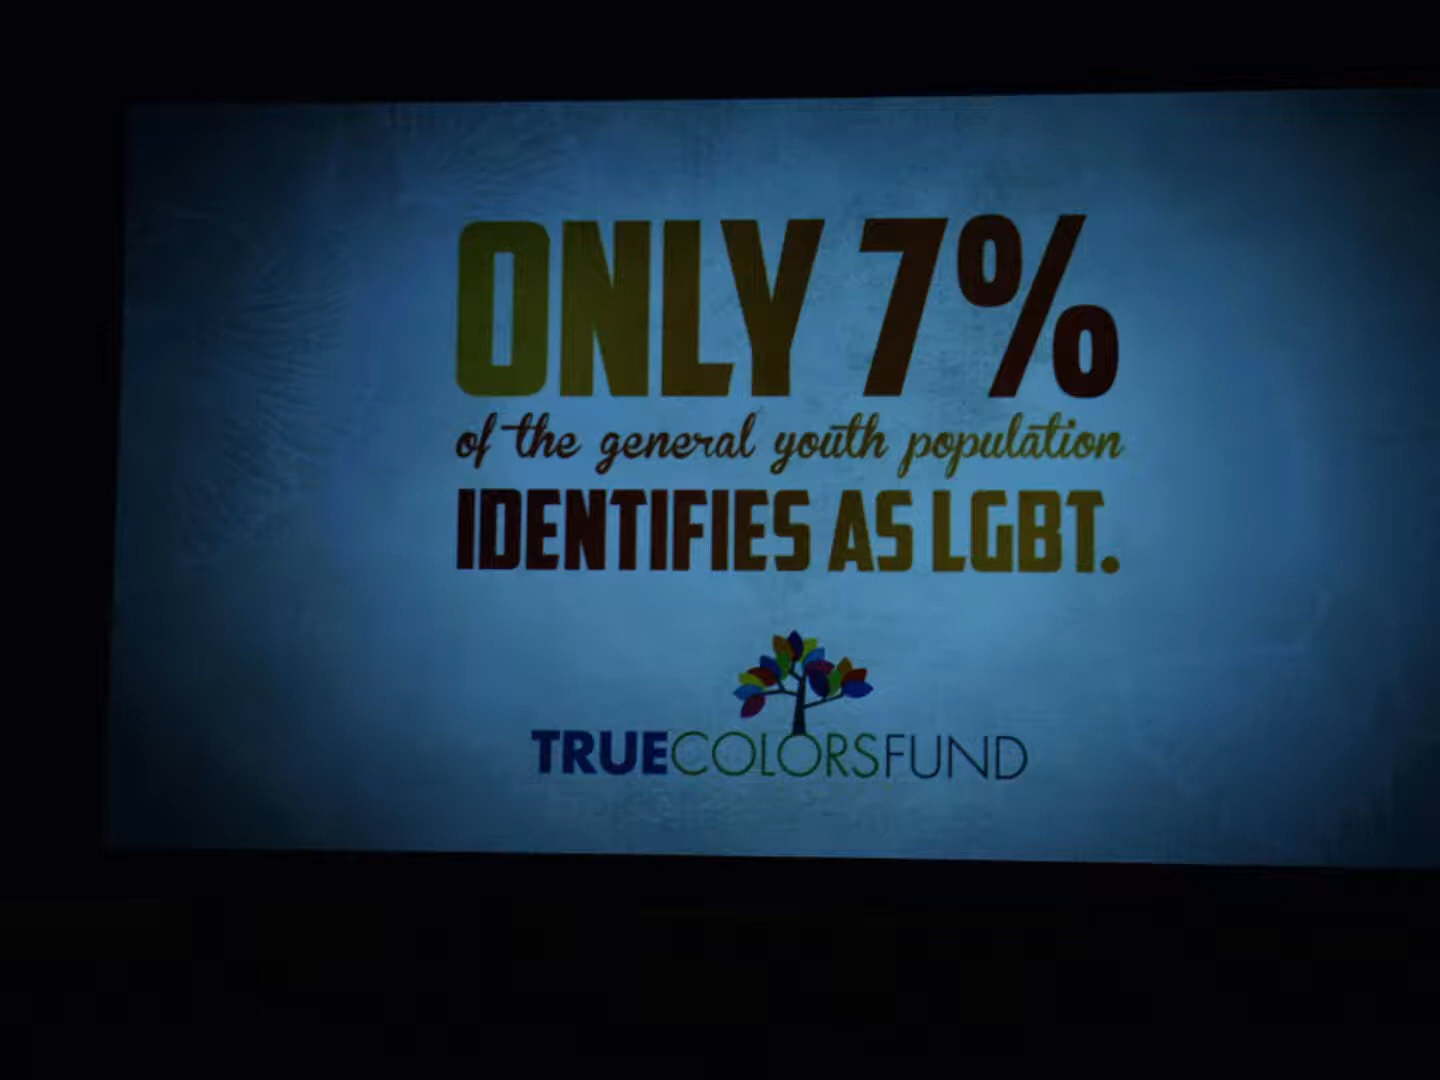 ONLY 7%
of the general youth population
IDENTIFIES AS LGBT.
TRUECOLORSFUND